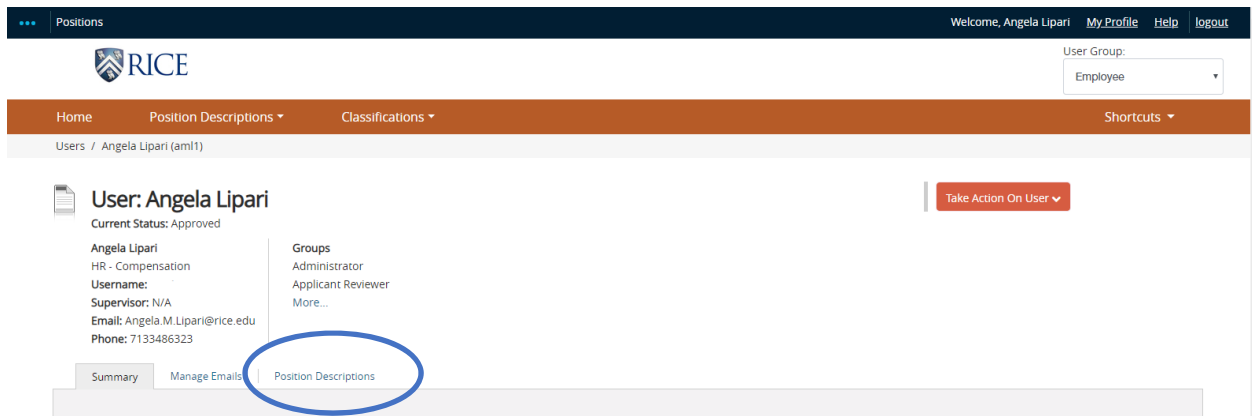 ••• Positions Welcome, Angela Lipari My Profile Help logout
RICE
User Group:
Employee
Home Position Descriptions Classifications Shortcuts
Users / Angela Lipari (aml1)
User: Angela Lipari
Take Action On User
Current Status: Approved
Angela Lipari
HR - Compensation
Username:
Supervisor: N/A
Email: Angela.M.Lipari@rice.edu
Phone: 7133486323
Groups
Administrator
Applicant Reviewer
More...
Summary Manage Emails Position Descriptions